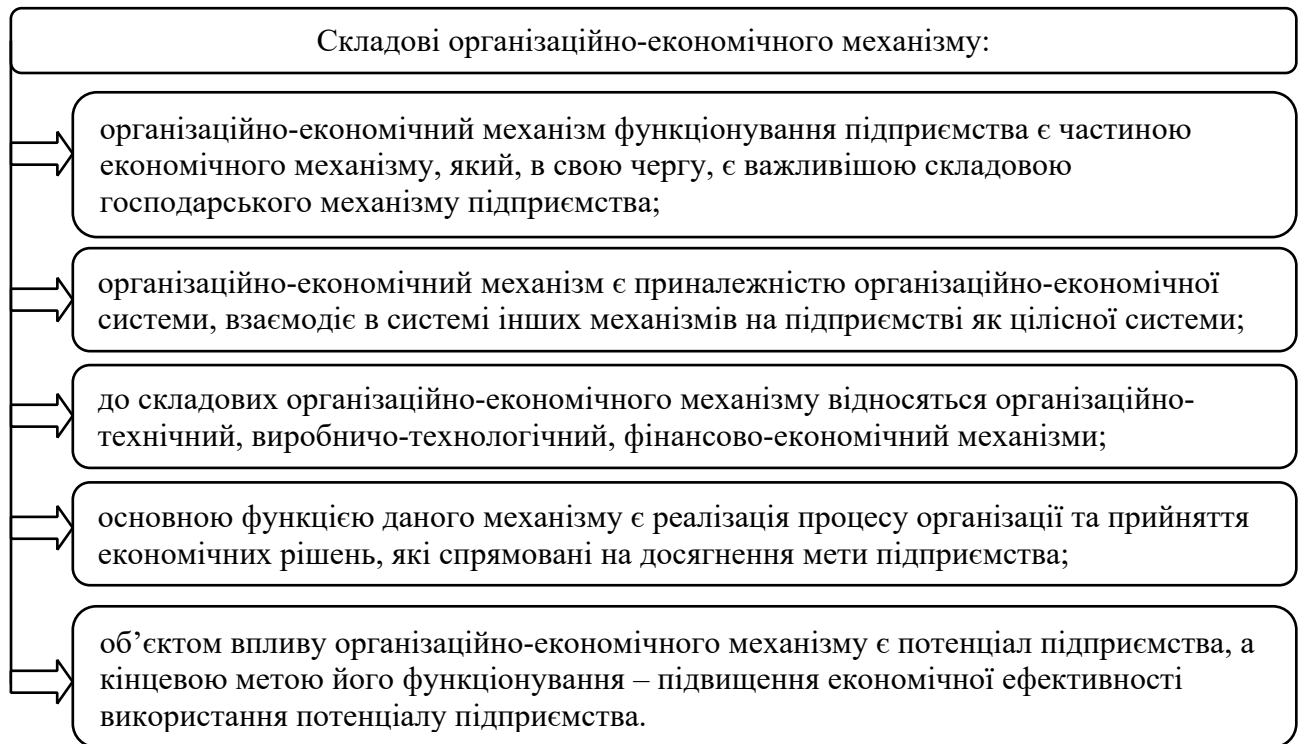 Складові організаційно-економічного механізму:
організаційно-економічний механізм функціонування підприємства є частиною
економічного механізму, який, в свою чергу, є важливішою складовою
господарського механізму підприємства;
організаційно-економічний механізм є приналежністю організаційно-економічної
системи, взаємодіє в системі інших механізмів на підприємстві як цілісної системи;
до складових організаційно-економічного механізму відносяться організаційно-
технічний, виробничо-технологічний, фінансово-економічний механізми;
основною функцією даного механізму є реалізація процесу організації та прийняття
економічних рішень, які спрямовані на досягнення мети підприємства;
об’єктом впливу організаційно-економічного механізму є потенціал підприємства, а
кінцевою метою його функціонування – підвищення економічної ефективності
використання потенціалу підприємства.